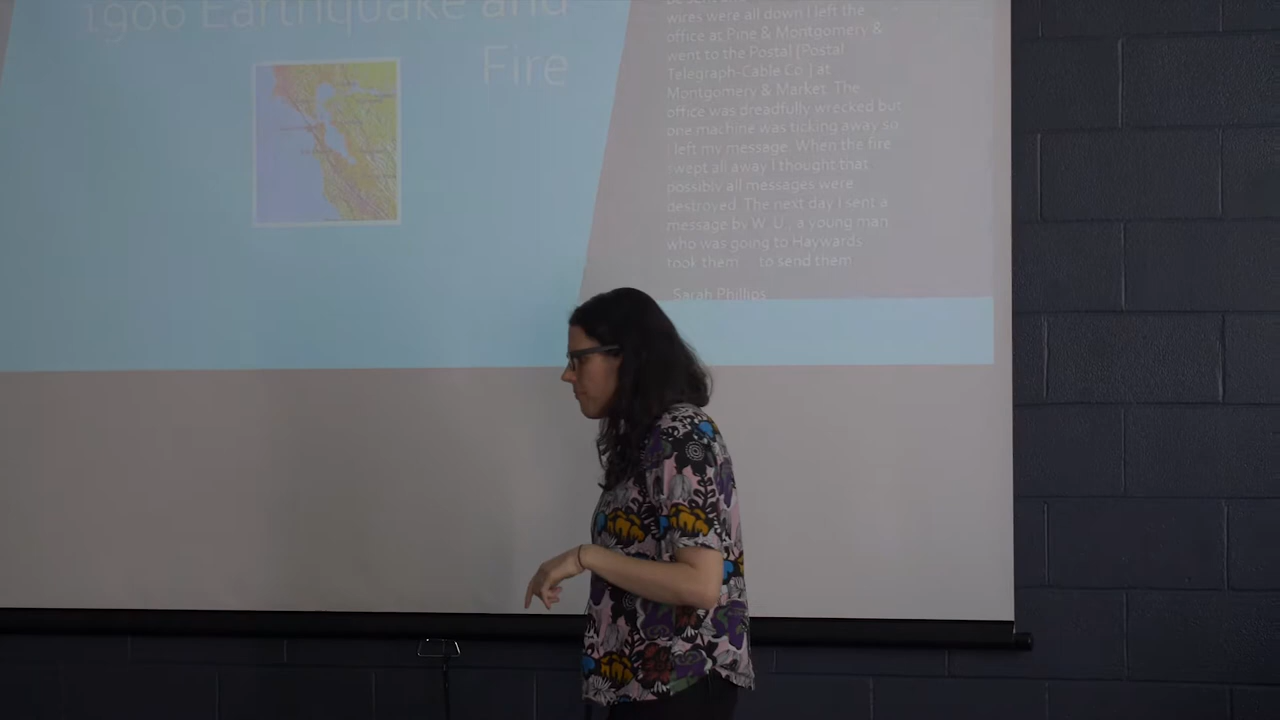 1906 Earthquake and
Fire
wires were all down I left the
office at Pine & Montgomery &
went to the Postal [Postal
Telegraph-Cable Co.] at
Montgomery & Market. The
office was dreadfully wrecked but
one machine was ticking away so
I left my message. When the fire
swept all away I thought that
possibly all messages were
destroyed. The next day I sent a
message by W. U., a young man
who was going to Haywards
took them to send them
Sarah Phillips